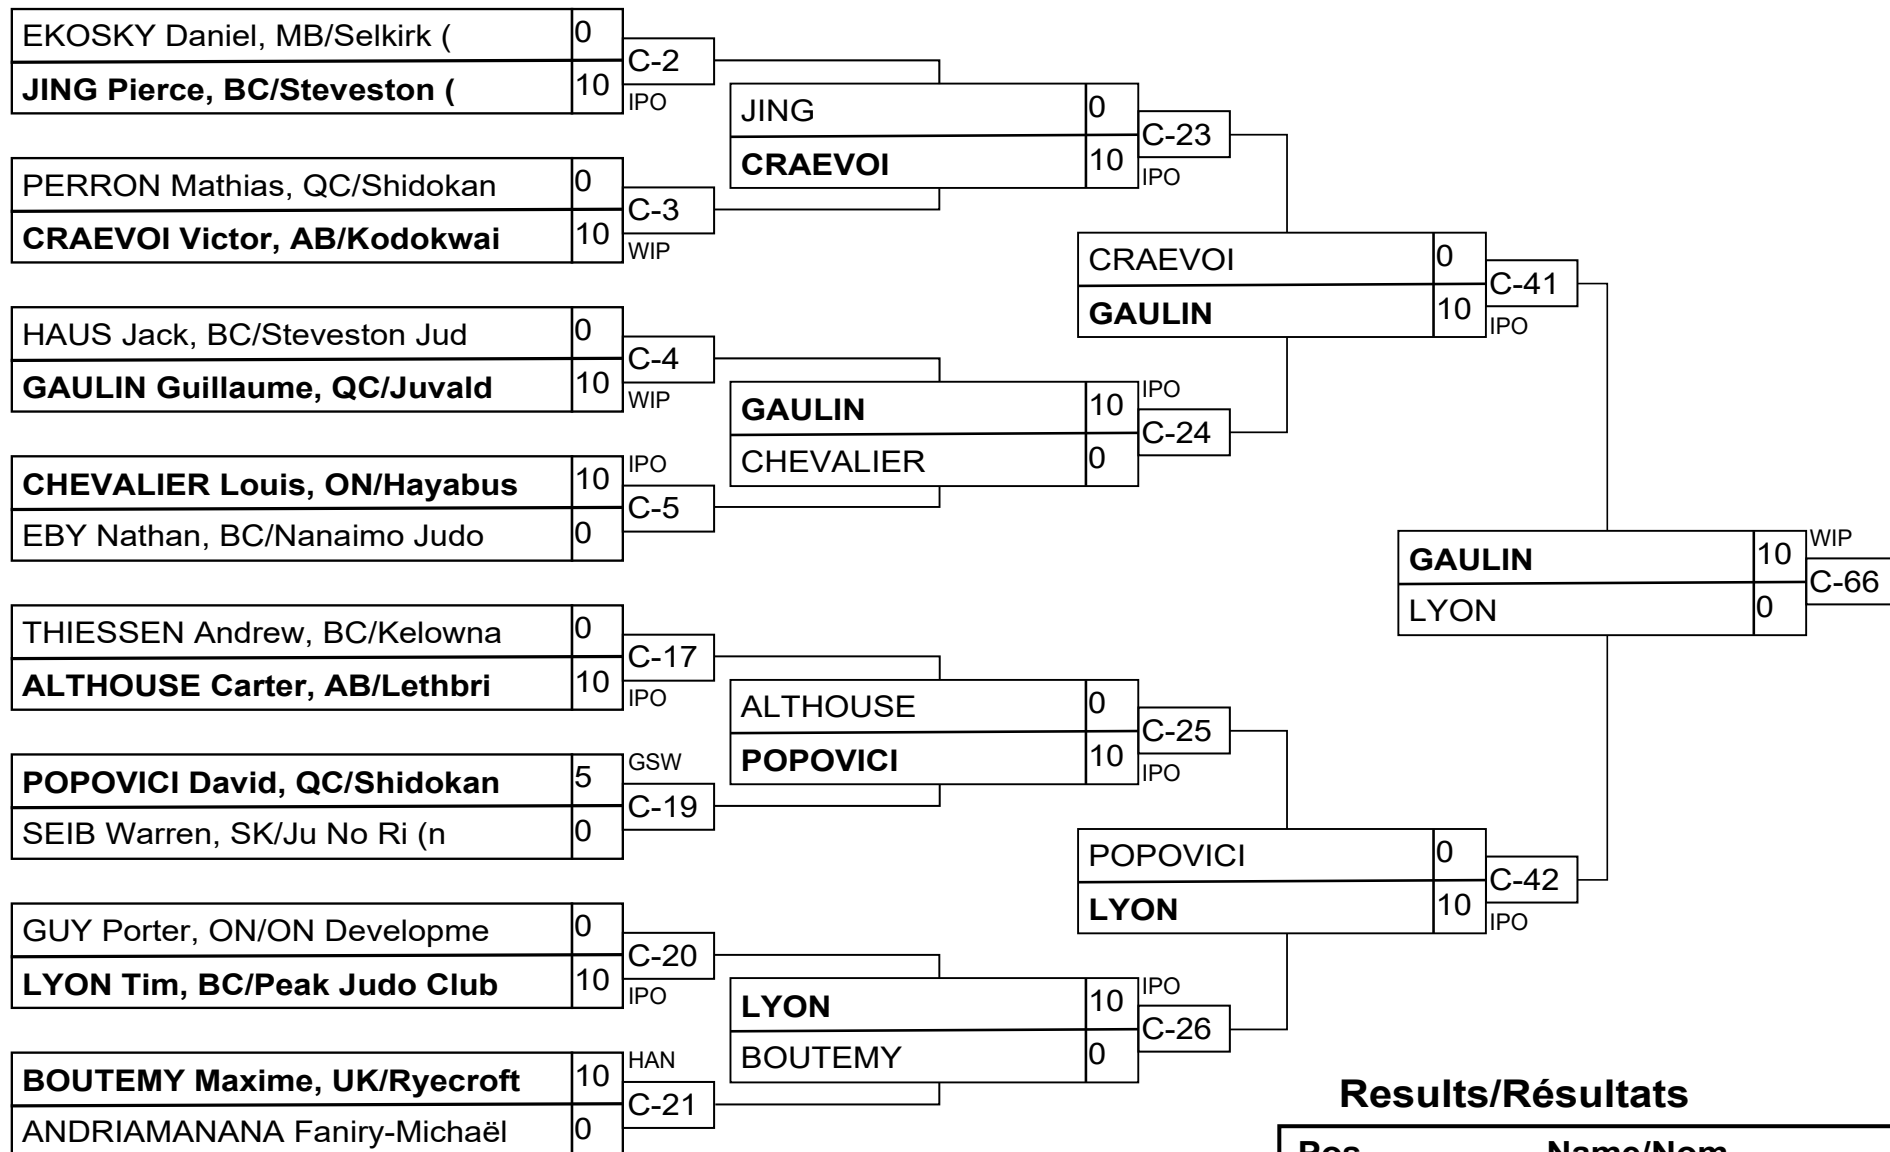 EKOSKY Daniel, MB/Selkirk ( 0
C-2
JING Pierce, BC/Steveston ( 10 IPO
PERRON Mathias, QC/Shidokan 0
C-3
CRAEVOI Victor, AB/Kodokwai 10 WIP
HAUS Jack, BC/Steveston Jud 0
C-4
GAULIN Guillaume, QC/Juvald 10 WIP
CHEVALIER Louis, ON/Hayabus 10 IPO
C-5
EBY Nathan, BC/Nanaimo Judo 0
THIESSEN Andrew, BC/Kelowna 0
C-17
ALTHOUSE Carter, AB/Lethbri 10 IPO
POPOVICI David, QC/Shidokan 5 GSW
C-19
SEIB Warren, SK/Ju No Ri (n 0
GUY Porter, ON/ON Developme 0
C-20
LYON Tim, BC/Peak Judo Club 10 IPO
BOUTEMY Maxime, UK/Ryecroft 10 HAN
C-21
ANDRIAMANANA Faniry-Michaël 0
JING 0
C-23
CRAEVOI 10 IPO
GAULIN 10 IPO
C-24
CHEVALIER 0
ALTHOUSE 0
C-25
POPOVICI 10 IPO
LYON 10 IPO
C-26
BOUTEMY 0
CRAEVOI 0
C-41
GAULIN 10 IPO
POPOVICI 0
C-42
LYON 10 IPO
GAULIN 10 WIP
C-66
LYON 0
Results/Résultats
Pos Name/Nom